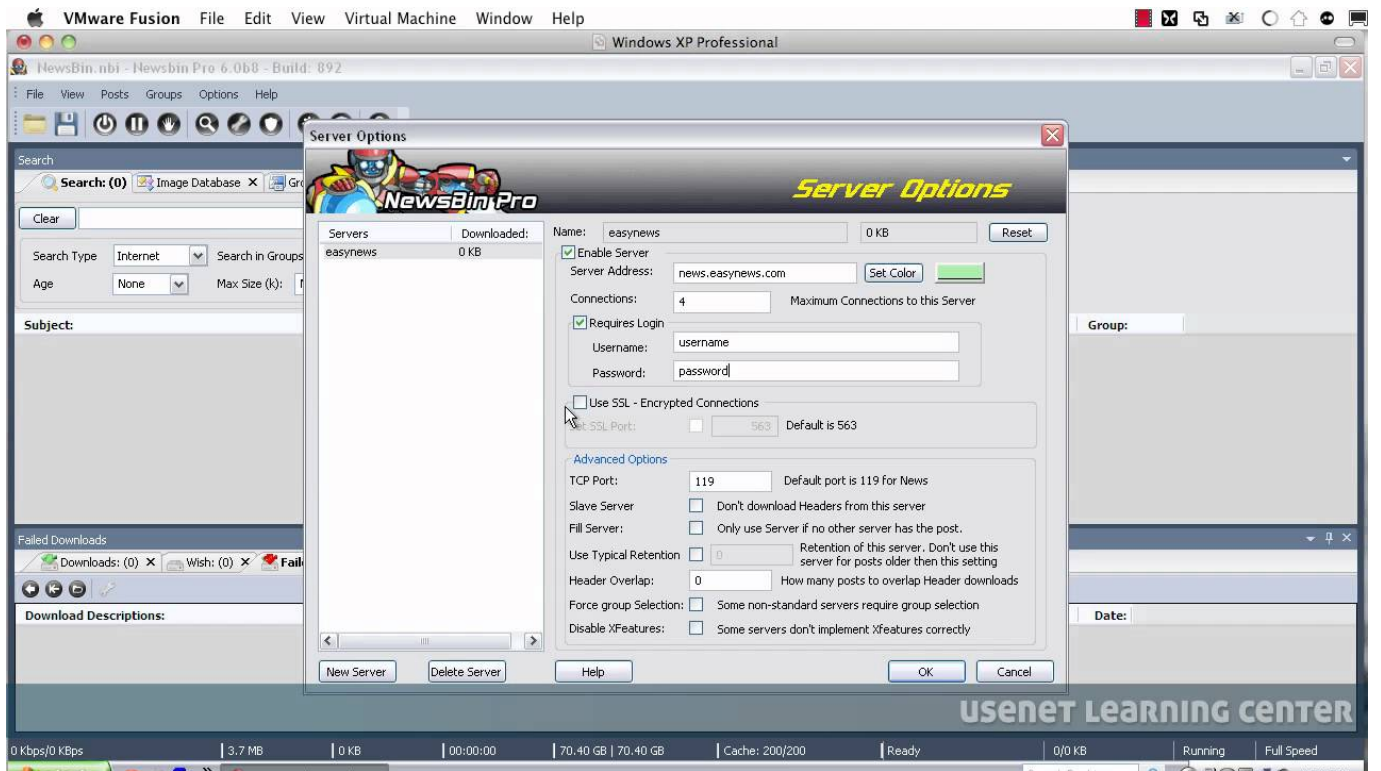 VMware Fusion File Edit View Virtual Machine Window Help
Windows XP Professional
NewsBin.nbi - Newsbin Pro 6.0b8 - Build: 892
File View Posts Groups Options Help
Server Options
NewsBin Pro
Server Options
Search
Search: (0) Image Database
Clear
Search Type Internet Search in Groups
Age None Max Size (k):
Subject:
Group:
Servers Downloaded:
easynews 0 KB
Name: easynews 0 KB Reset
Enable Server
Server Address: news.easynews.com Set Color
Connections: 4 Maximum Connections to this Server
Requires Login
Username: username
Password: password
Use SSL - Encrypted Connections
Set SSL Port: 563 Default is 563
Advanced Options
TCP Port: 119 Default port is 119 for News
Slave Server Don't download Headers from this server
Fill Server: Only use Server if no other server has the post.
Use Typical Retention 0 Retention of this server. Don't use this
server for posts older then this setting
Header Overlap: 0 How many posts to overlap Header downloads
Force group Selection: Some non-standard servers require group selection
Disable XFeatures: Some servers don't implement Xfeatures correctly
New Server Delete Server Help OK Cancel
Failed Downloads
Downloads: (0) Wish: (0) Fail
Download Descriptions:
Date:
Usenet Learning Center
0 Kbps/0 KBps 3.7 MB 0 KB 00:00:00 70.40 GB | 70.40 GB Cache: 200/200 Ready 0/0 KB Running Full Speed